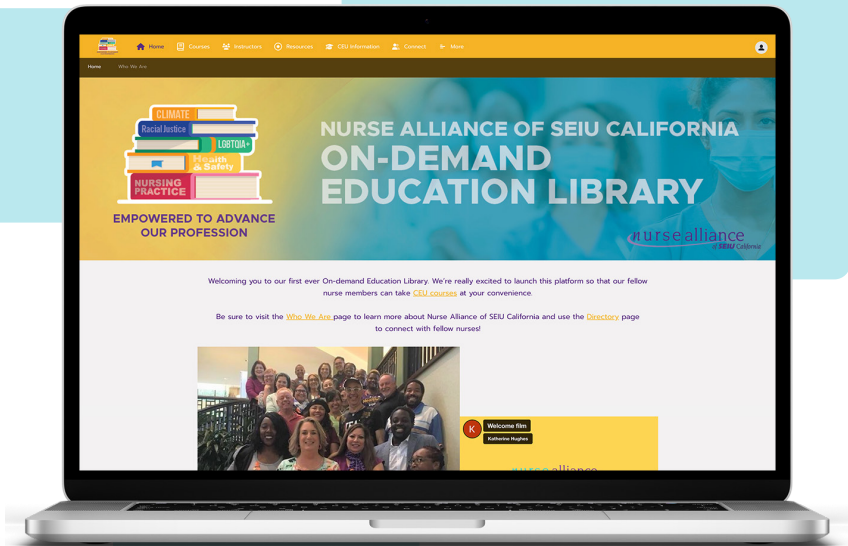 Home Courses Instructors Resources CEU Information Connect More
Home Who We Are
CLIMATE
Racial Justice
LGBTQIA+
Health
& Safety
NURSING
PRACTICE
EMPOWERED TO ADVANCE
OUR PROFESSION
NURSE ALLIANCE OF SEIU CALIFORNIA
ON-DEMAND
EDUCATION LIBRARY
nurse alliance
of SEIU California
Welcoming you to our first ever On-demand Education Library. We're really excited to launch this platform so that our fellow
nurse members can take CEU courses at your convenience.
Be sure to visit the Who We Are page to learn more about Nurse Alliance of SEIU California and use the Directory page
to connect with fellow nurses!
K
Welcome film
Katherine Hughes
nurse alliance